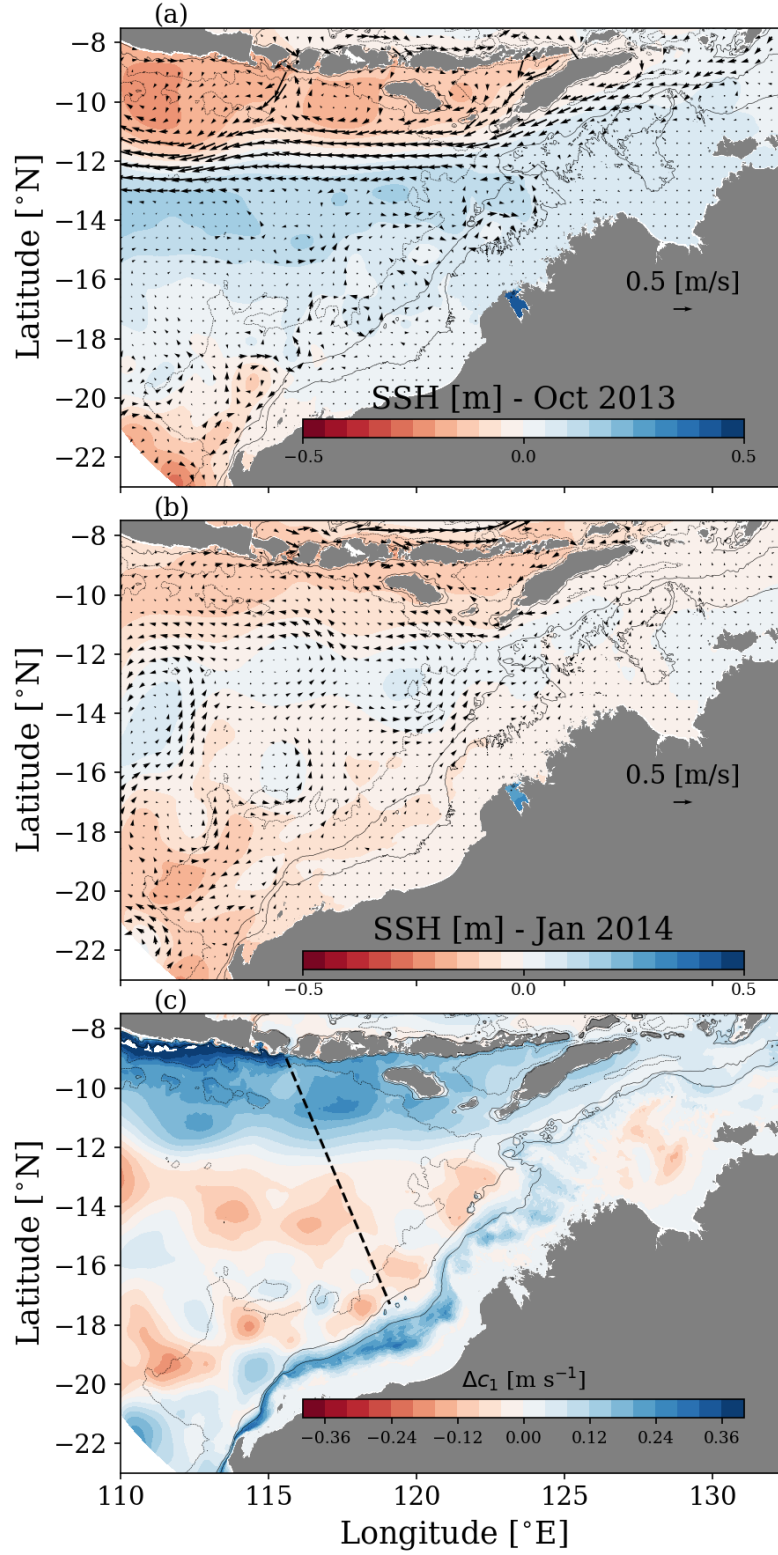 (a)
−8
−10
−12
−14
−16
−18
−20
−22
Latitude [°N]
0.5 [m/s]
SSH [m] - Oct 2013
−0.5 0.0 0.5
(b)
−8
−10
−12
−14
−16
−18
−20
−22
Latitude [°N]
0.5 [m/s]
SSH [m] - Jan 2014
−0.5 0.0 0.5
(c)
−8
−10
−12
−14
−16
−18
−20
−22
Latitude [°N]
Δc₁ [m s⁻¹]
−0.36 −0.24 −0.12 0.00 0.12 0.24 0.36
110 115 120 125 130
Longitude [°E]